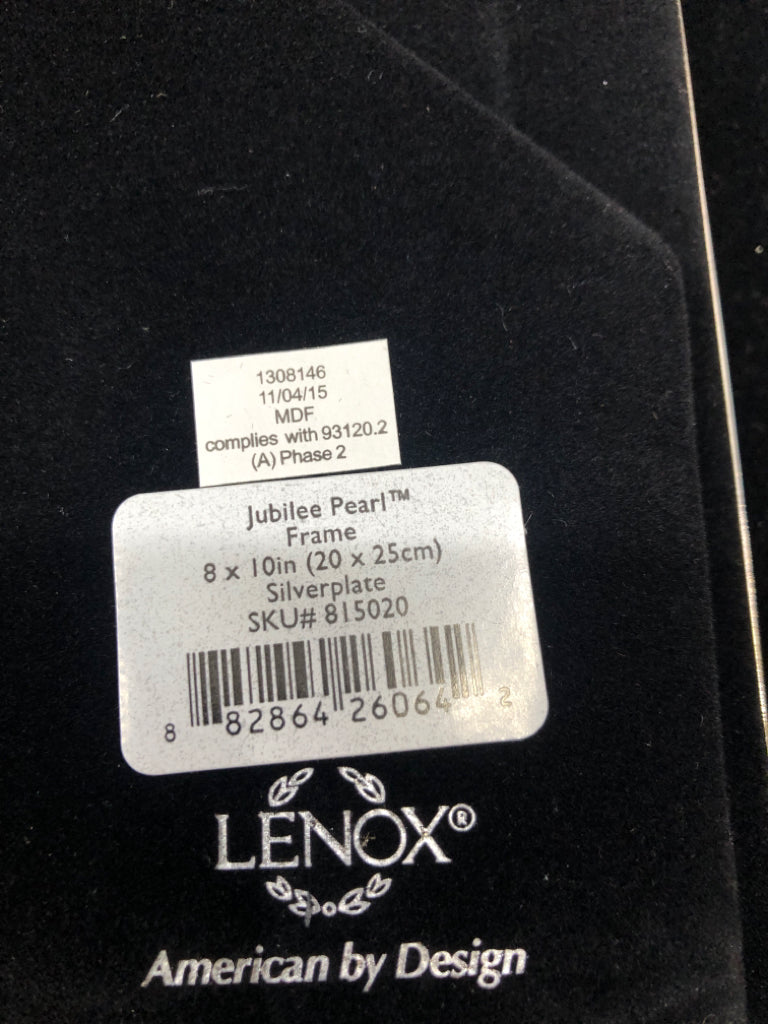 1308146
11/04/15
MDF
complies with 93120.2
(A) Phase 2
Jubilee Pearl™
Frame
8 x 10in (20 x 25cm)
Silverplate
SKU# 815020
8 82864 26064 2
LENOX®
American by Design